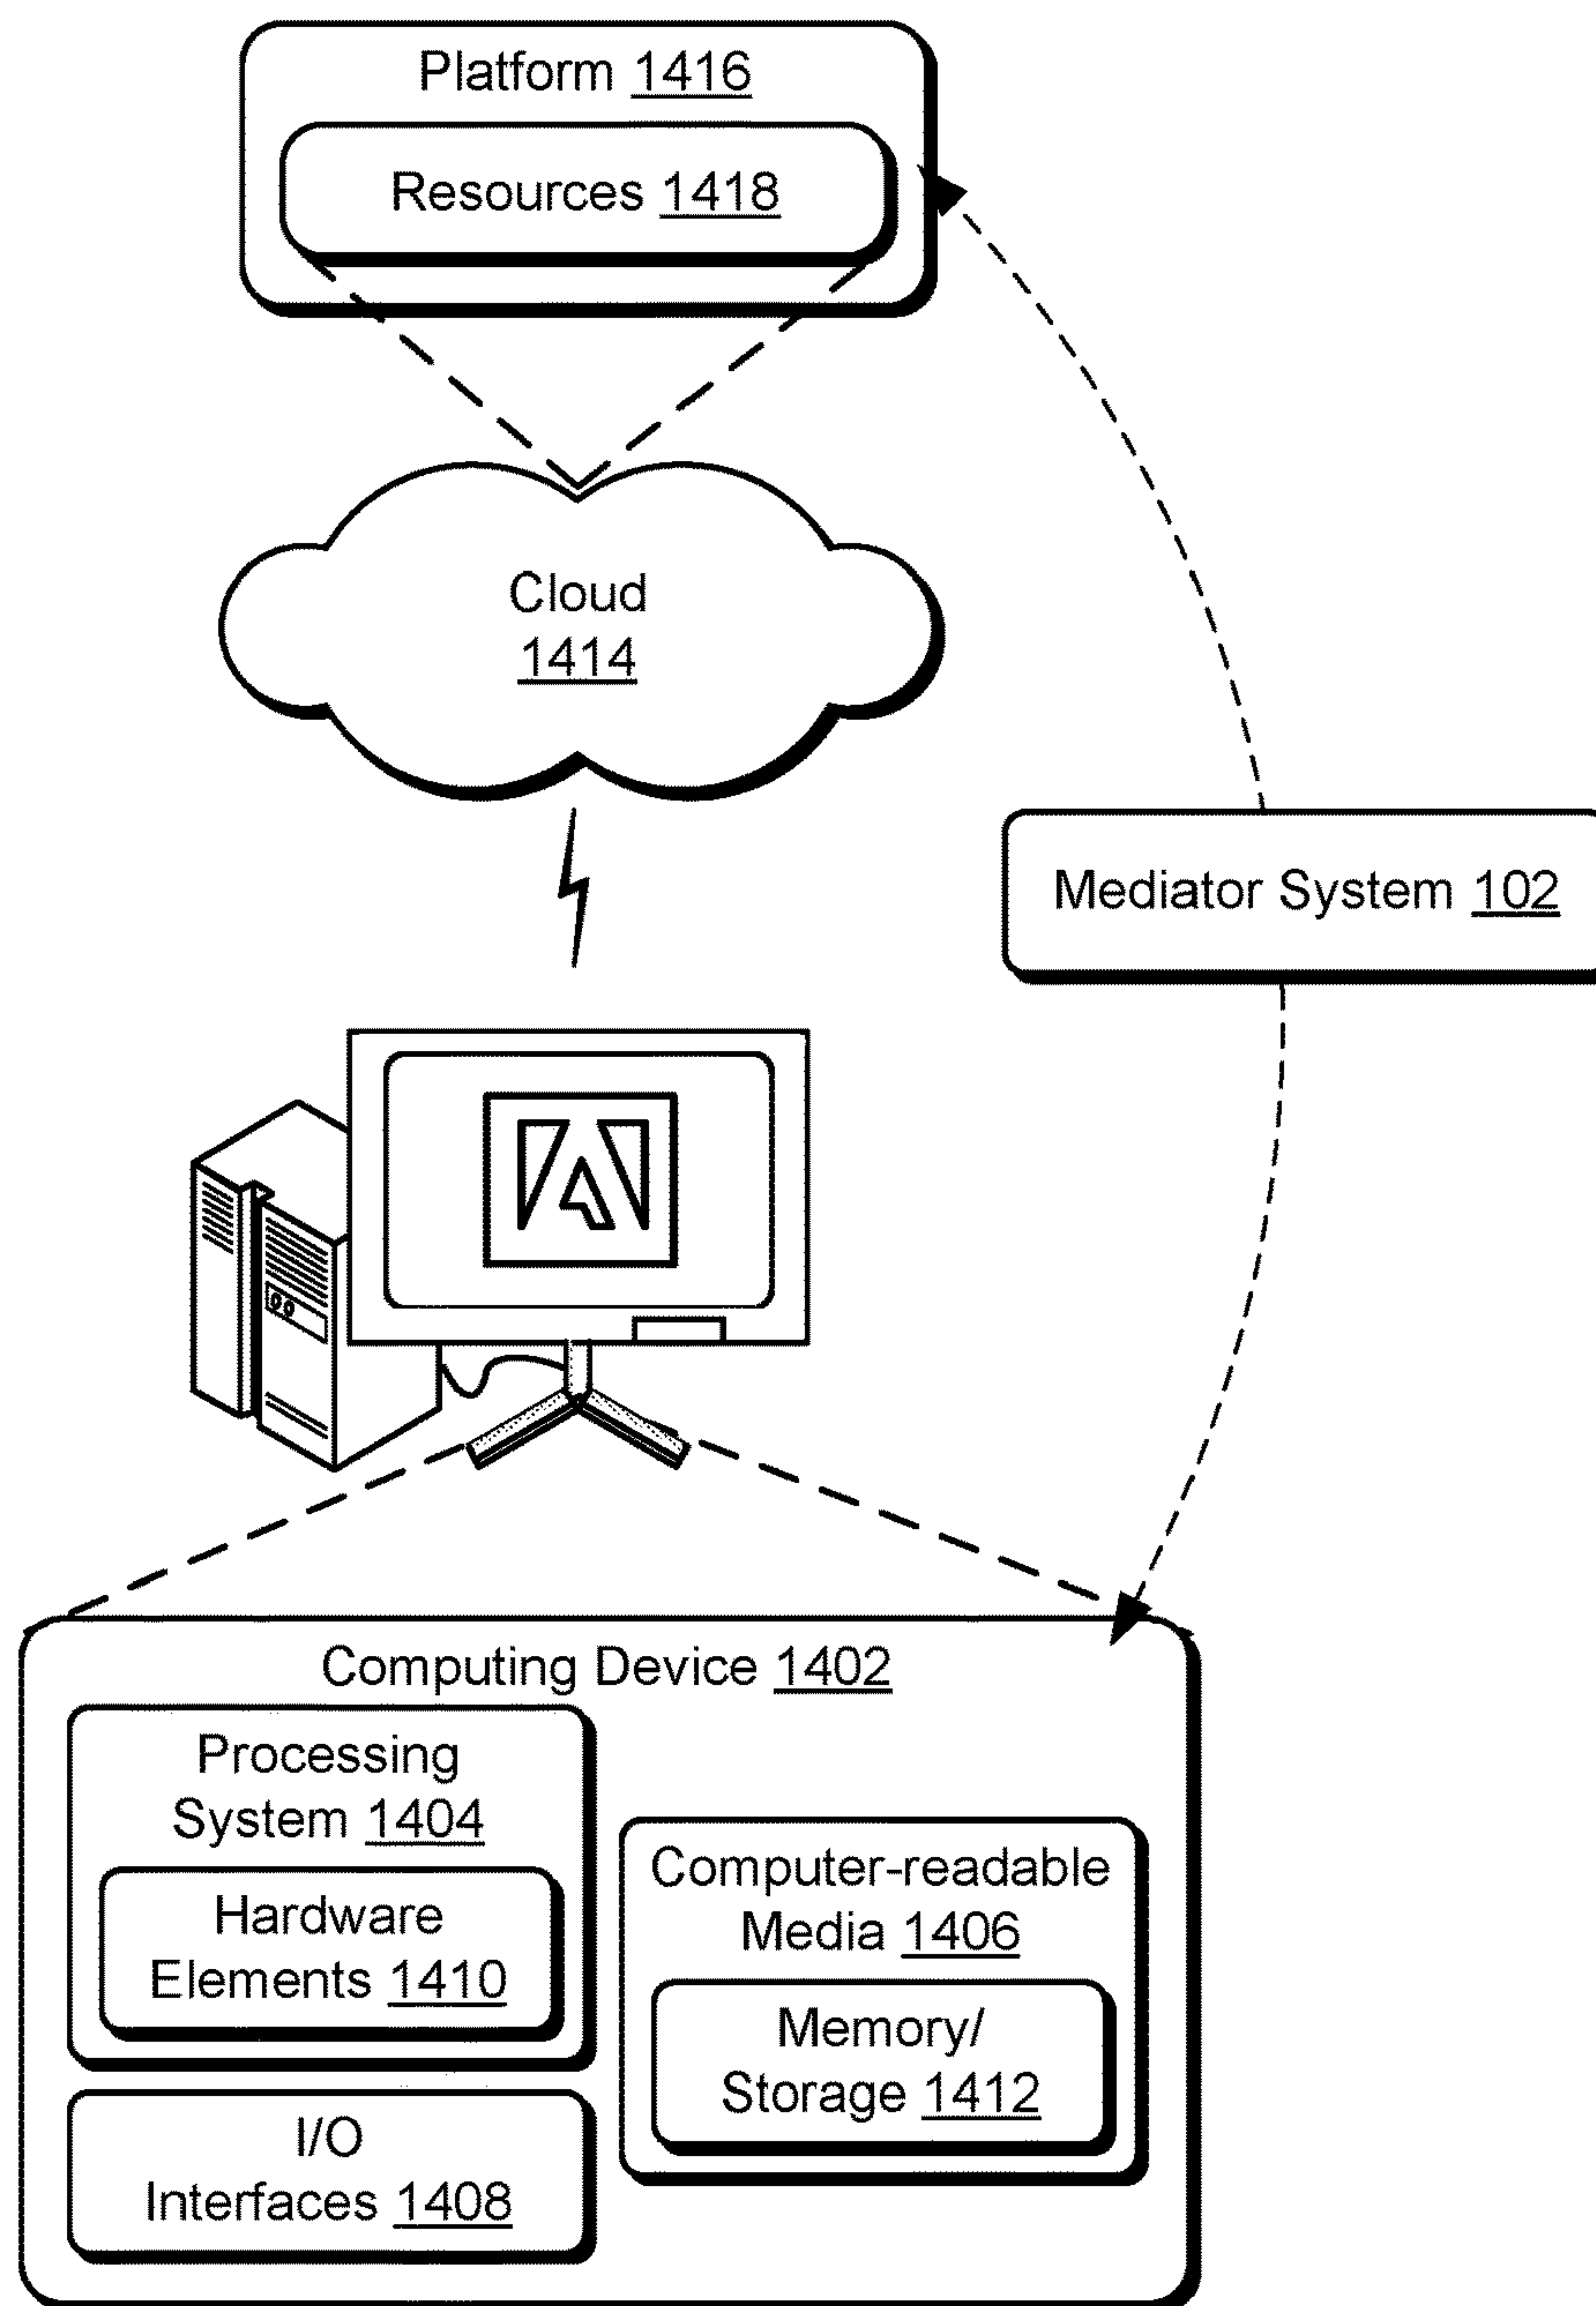 Platform 1416
Resources 1418
Cloud
1414
Mediator System 102
Computing Device 1402
Processing
System 1404
Hardware
Elements 1410
I/O
Interfaces 1408
Computer-readable
Media 1406
Memory/
Storage 1412